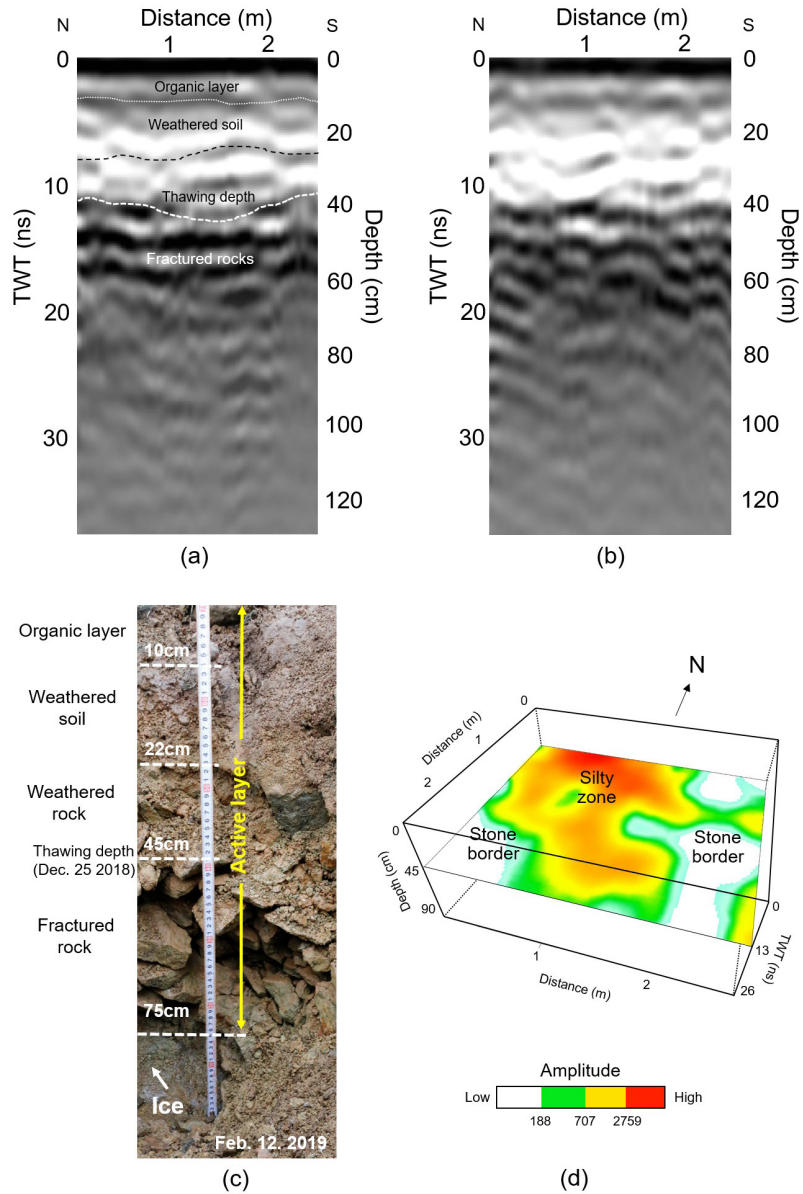 Distance (m)
N
1
2
S
0
0
Organic layer
Weathered soil
20
10
Thawing depth
40
TWT (ns)
Depth (cm)
Fractured rocks
60
20
80
100
30
120
(a)
Distance (m)
N
1
2
S
0
0
20
10
40
TWT (ns)
Depth (cm)
60
20
80
100
30
120
(b)
Organic layer
10cm
Weathered
soil
22cm
Weathered
rock
45cm
Thawing depth
(Dec. 25 2018)
Active layer
Fractured
rock
75cm
Ice
Feb. 12. 2019
(c)
N
0
Distance (m)
1
2
0
Silty
zone
Stone
border
Stone
border
45
Depth (cm)
90
0
13
TWT (ns)
26
1
Distance (m)
2
Amplitude
Low
High
188
707
2759
(d)